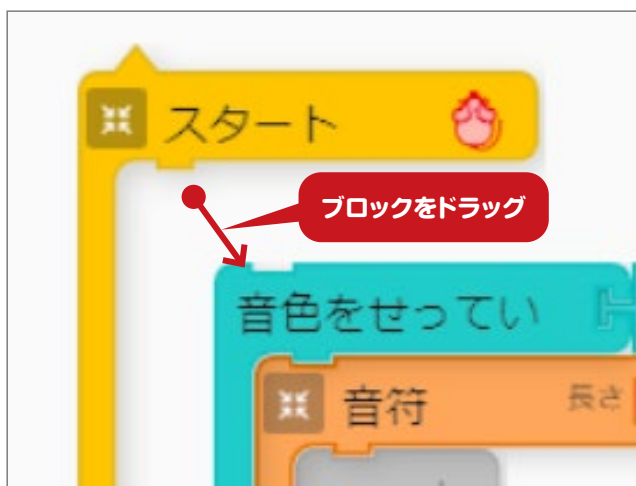 スタート
ブロックをドラッグ
音色をせってい
音符 長さ